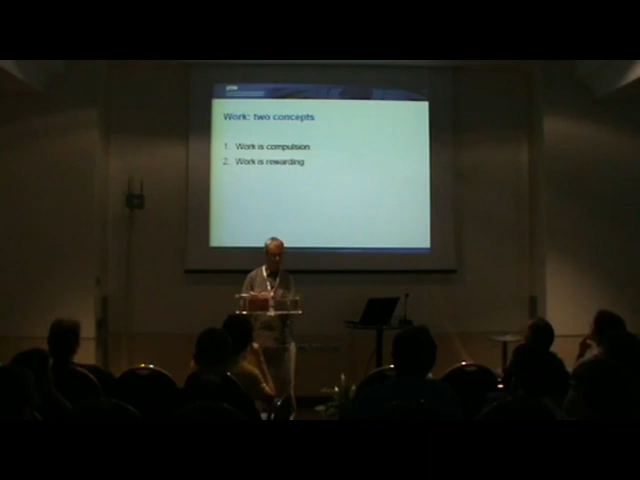 Work: two concepts
1. Work is compulsion
2. Work is rewarding